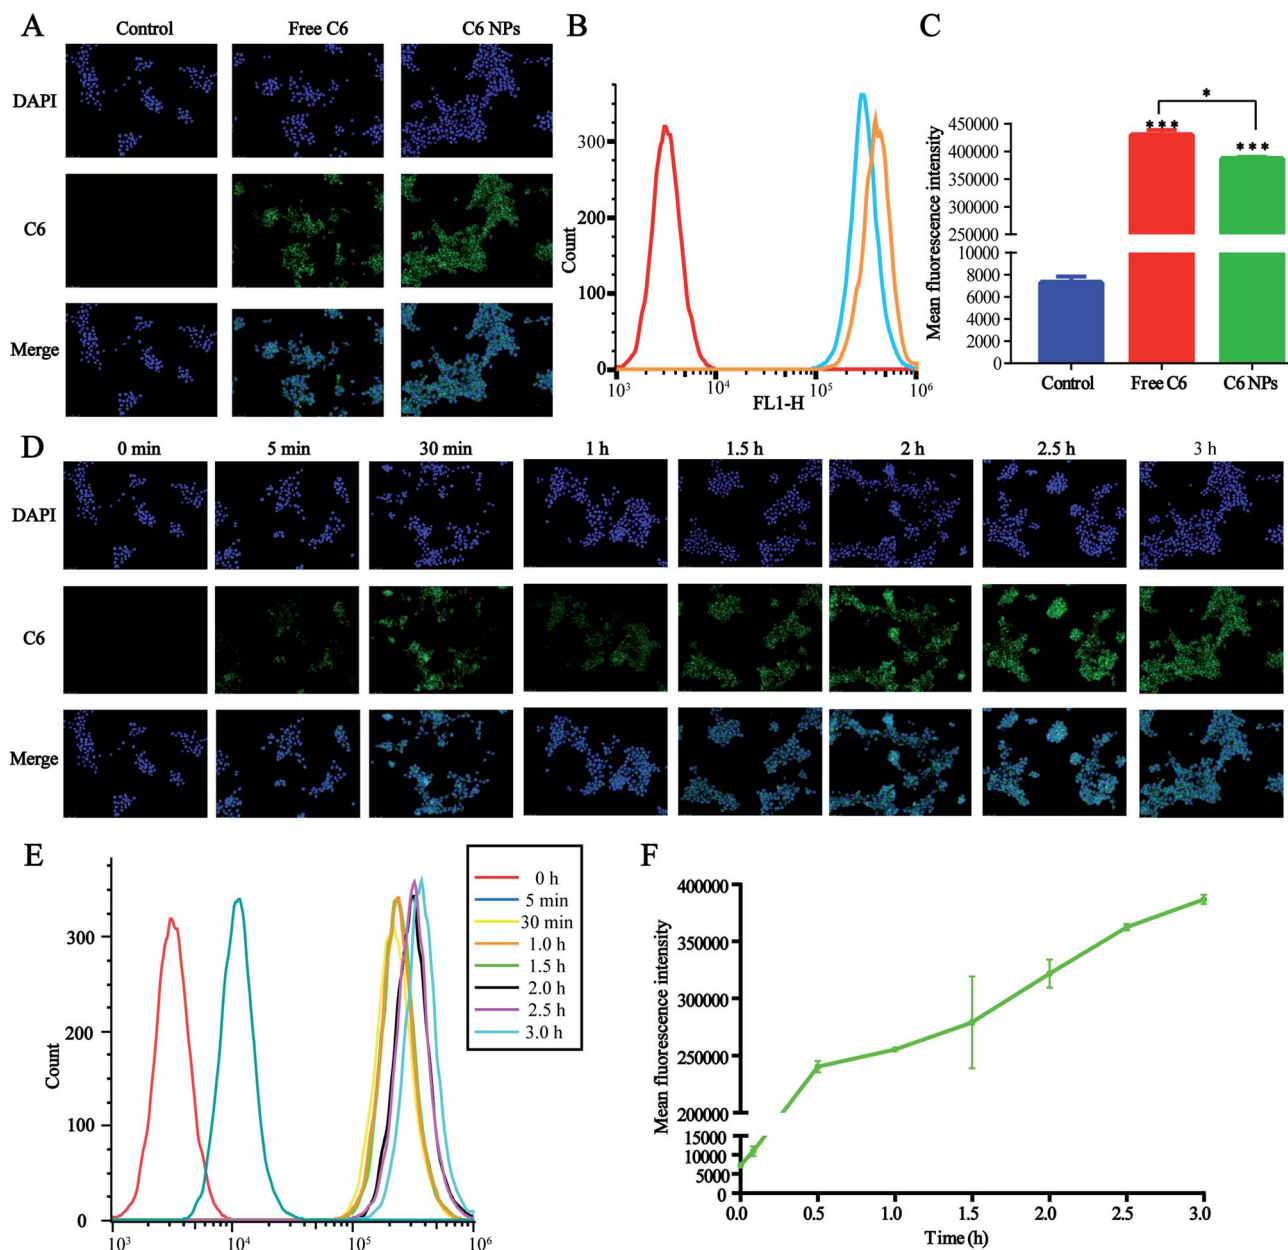 A
Control Free C6 C6 NPs
DAPI
C6
Merge
B
Count
300
200
100
0
10³ 10⁴ 10⁵ 10⁶
FL1-H
C
Mean fluorescence intensity
450000
400000
350000
300000
250000
10000
8000
6000
4000
2000
0
*
***
***
Control Free C6 C6 NPs
D
0 min 5 min 30 min 1 h 1.5 h 2 h 2.5 h 3 h
DAPI
C6
Merge
E
Count
300
200
100
0
10³ 10⁴ 10⁵ 10⁶
0 h
5 min
30 min
1.0 h
1.5 h
2.0 h
2.5 h
3.0 h
F
Mean fluorescence intensity
400000
350000
300000
250000
200000
15000
10000
5000
0
0.0 0.5 1.0 1.5 2.0 2.5 3.0
Time (h)